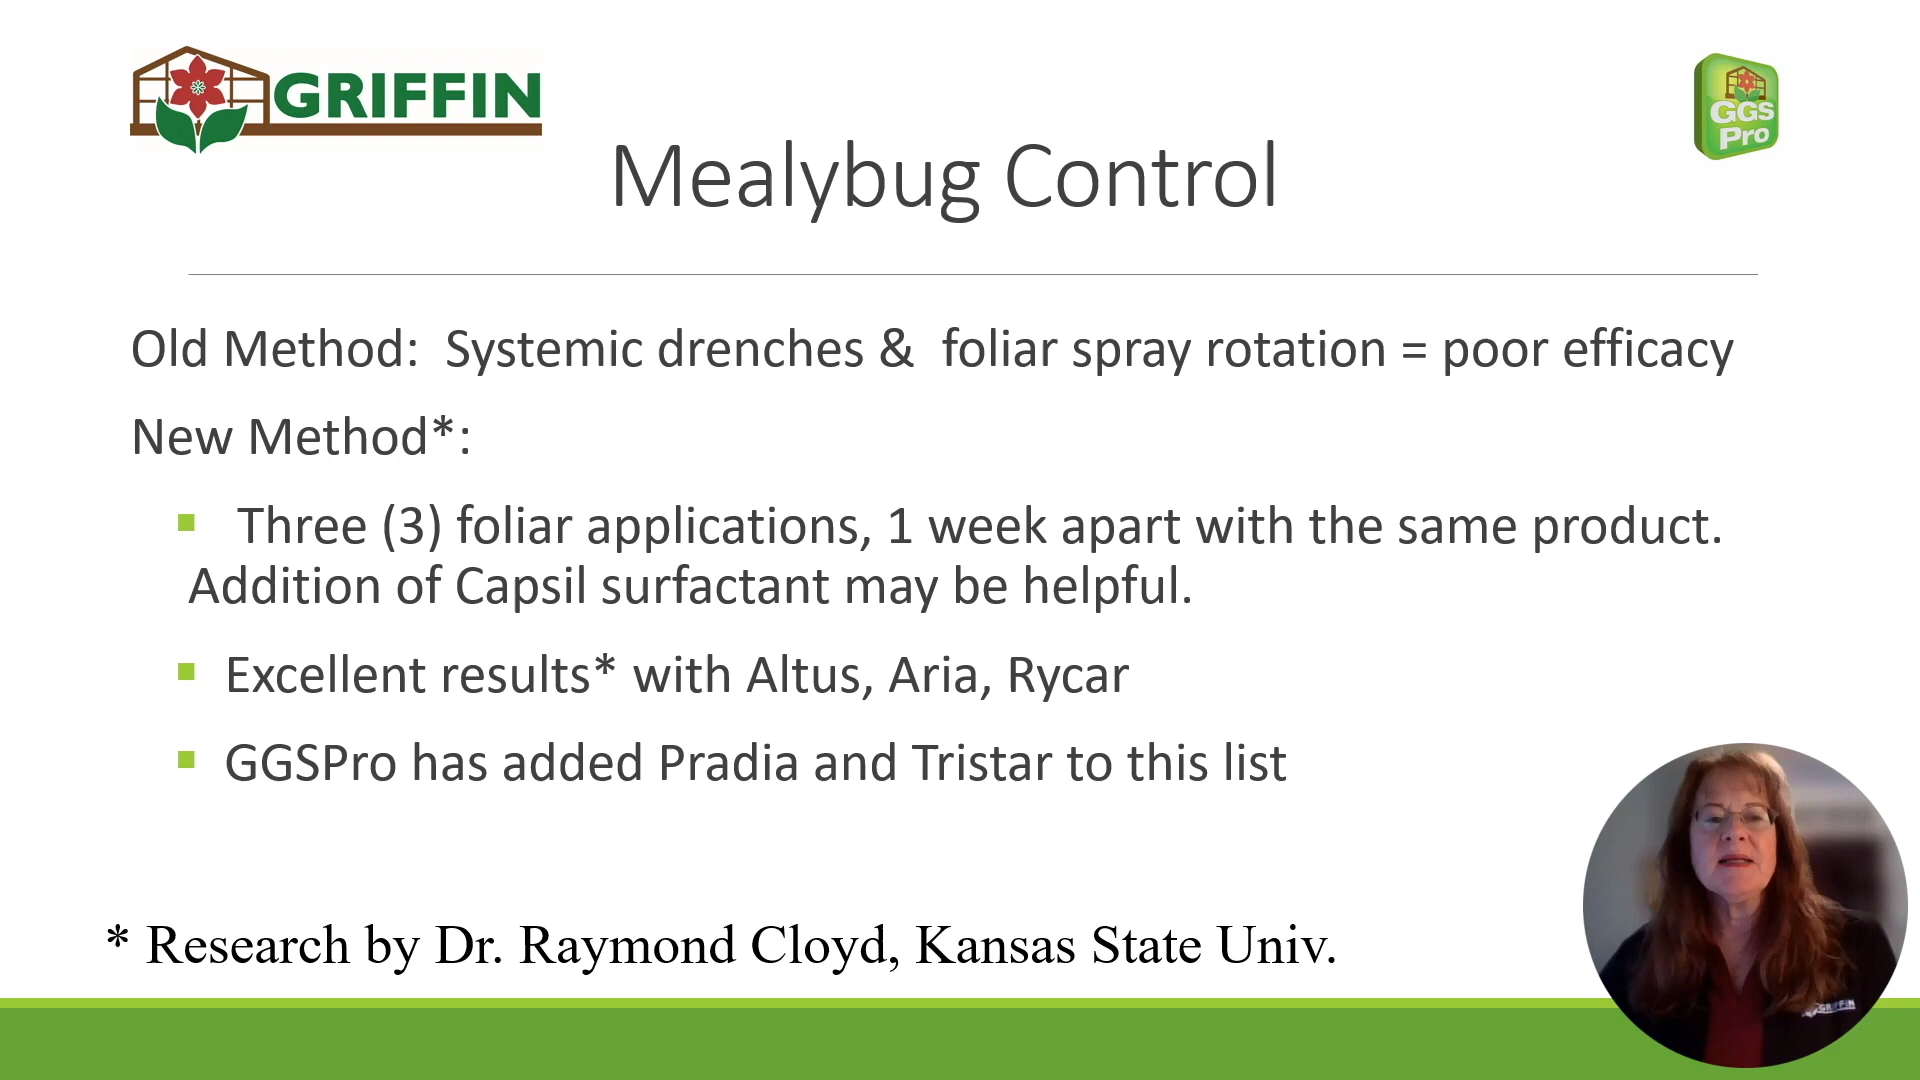 GRIFFIN
GGS
Pro
Mealybug Control
Old Method: Systemic drenches & foliar spray rotation = poor efficacy
New Method*:
Three (3) foliar applications, 1 week apart with the same product.
Addition of Capsil surfactant may be helpful.
Excellent results* with Altus, Aria, Rycar
GGSPro has added Pradia and Tristar to this list
* Research by Dr. Raymond Cloyd, Kansas State Univ.
GRIFFIN